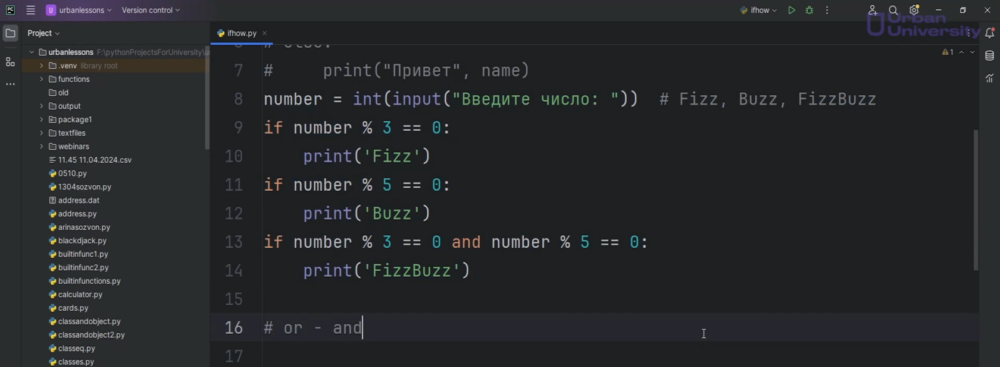 PC
U urbanlessons
Version control
ifhow
Urban
University
Project
ifhow.py
urbanlessons F:\pythonProjectsForUniversity\u
.venv library root
functions
old
output
package1
textfiles
webinars
11.45 11.04.2024.csv
0510.py
1304sozvon.py
address.dat
address.py
arinasozvon.py
blackdjack.py
builtinfunc1.py
builtinfunc2.py
builtinfunctions.py
calculator.py
cards.py
classandobject.py
classandobject2.py
classeq.py
classes.py
1
6 # else:
7 #     print("Привет", name)
8 number = int(input("Введите число: "))  # Fizz, Buzz, FizzBuzz
9 if number % 3 == 0:
10     print('Fizz')
11 if number % 5 == 0:
12     print('Buzz')
13 if number % 3 == 0 and number % 5 == 0:
14     print('FizzBuzz')
15
16 # or - and
17